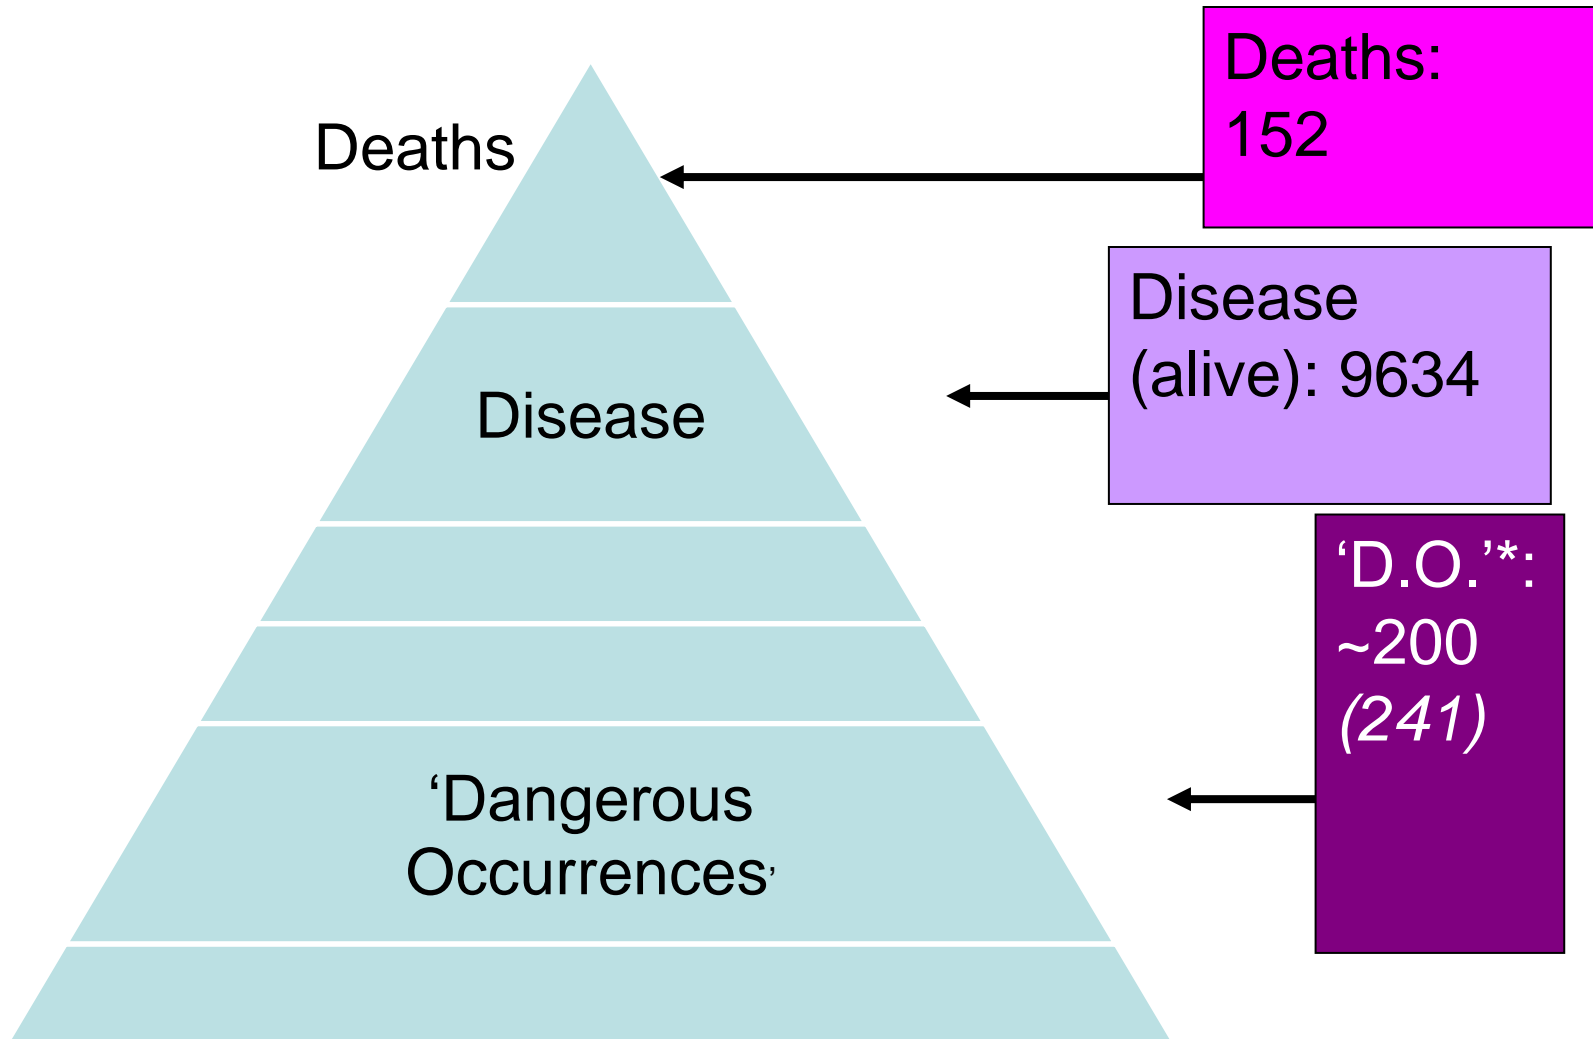 Deaths:
152
Deaths
Disease
(alive): 9634
Disease
‘D.O.’*:
~200
(241)
‘Dangerous
Occurrences’